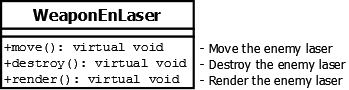 WeaponEnLaser
+move(): virtual void - Move the enemy laser
+destroy(): virtual void - Destroy the enemy laser
+render(): virtual void - Render the enemy laser